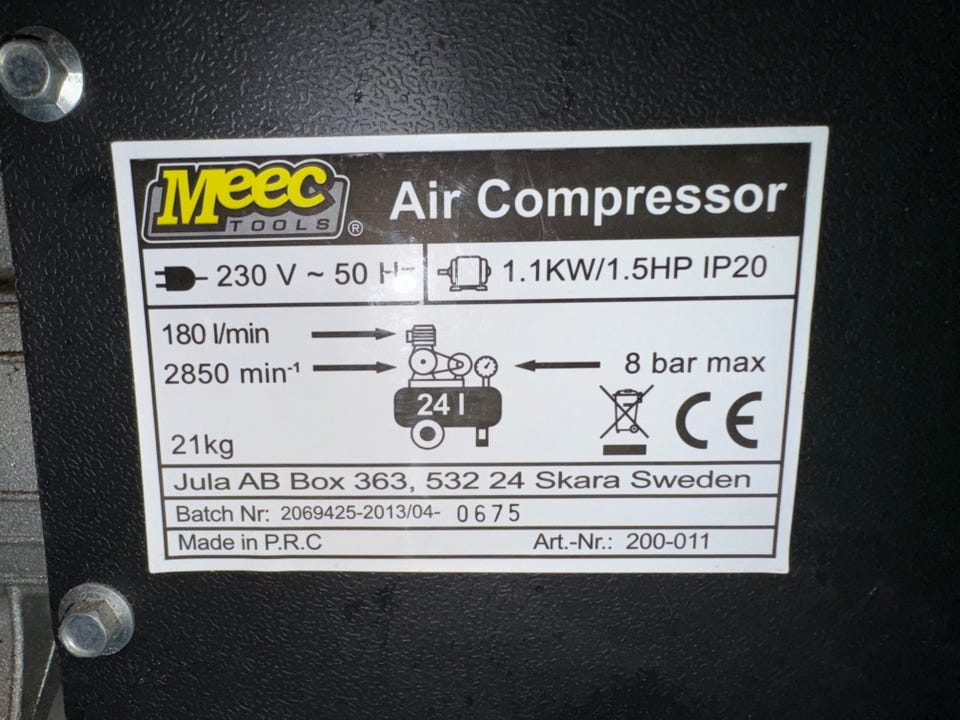 Meec TOOLS ® Air Compressor
230 V ~ 50 Hz 1.1KW/1.5HP IP20
180 l/min
2850 min-¹ 8 bar max
24 l
21kg CE
Jula AB Box 363, 532 24 Skara Sweden
Batch Nr: 2069425-2013/04- 0675
Made in P.R.C Art.-Nr.: 200-011